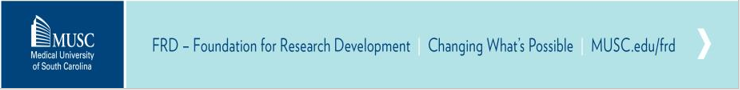 MUSC
Medical University
of South Carolina
FRD – Foundation for Research Development | Changing What's Possible | MUSC.edu/frd